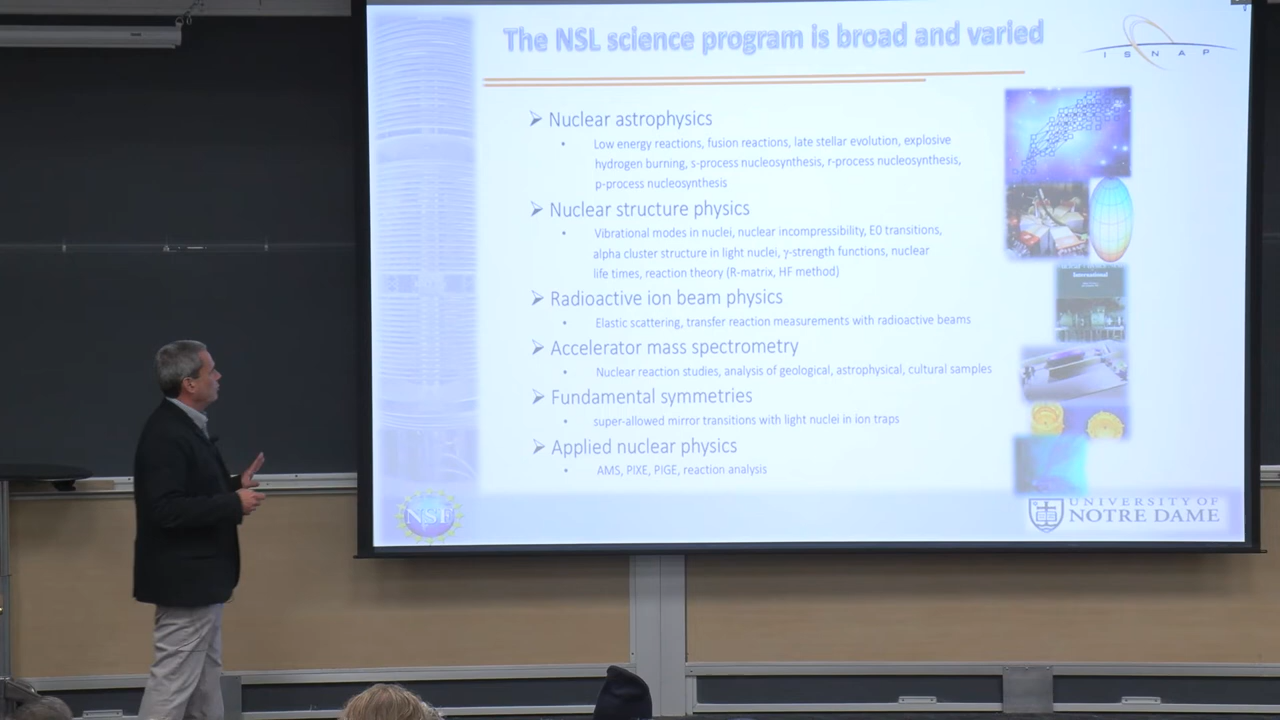 The NSL science program is broad and varied
ISNAP
➢ Nuclear astrophysics
• Low energy reactions, fusion reactions, late stellar evolution, explosive
hydrogen burning, s-process nucleosynthesis, r-process nucleosynthesis,
p-process nucleosynthesis
➢ Nuclear structure physics
• Vibrational modes in nuclei, nuclear incompressibility, E0 transitions,
alpha cluster structure in light nuclei, γ-strength functions, nuclear
life times, reaction theory (R-matrix, HF method)
➢ Radioactive ion beam physics
• Elastic scattering, transfer reaction measurements with radioactive beams
➢ Accelerator mass spectrometry
• Nuclear reaction studies, analysis of geological, astrophysical, cultural samples
➢ Fundamental symmetries
• super-allowed mirror transitions with light nuclei in ion traps
➢ Applied nuclear physics
• AMS, PIXE, PIGE, reaction analysis
International
NSF
UNIVERSITY OF
NOTRE DAME